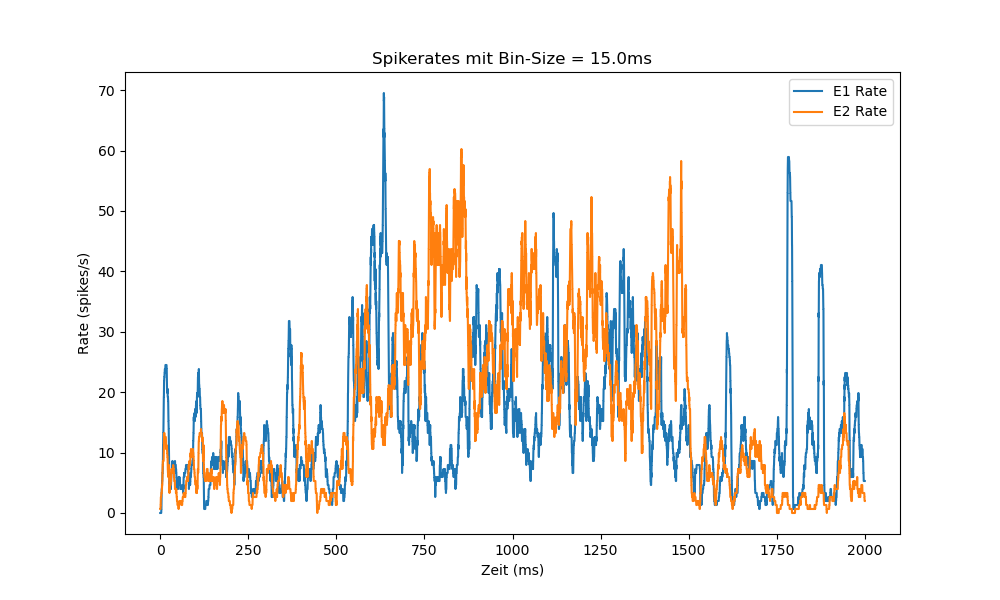 Spikerates mit Bin-Size = 15.0ms
E1 Rate
E2 Rate
70
60
50
40
30
20
10
0
Rate (spikes/s)
0 250 500 750 1000 1250 1500 1750 2000
Zeit (ms)